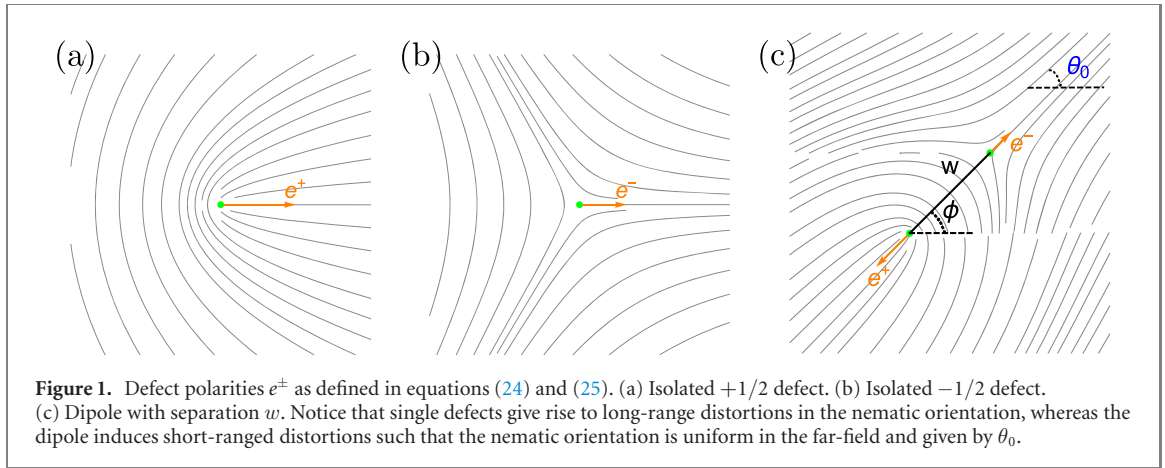 (a)
(b)
(c)
e⁺
e⁻
θ₀
e⁻
w
ϕ
e⁺
Figure 1. Defect polarities e± as defined in equations (24) and (25). (a) Isolated +1/2 defect. (b) Isolated −1/2 defect.
(c) Dipole with separation w. Notice that single defects give rise to long-range distortions in the nematic orientation, whereas the
dipole induces short-ranged distortions such that the nematic orientation is uniform in the far-field and given by θ₀.